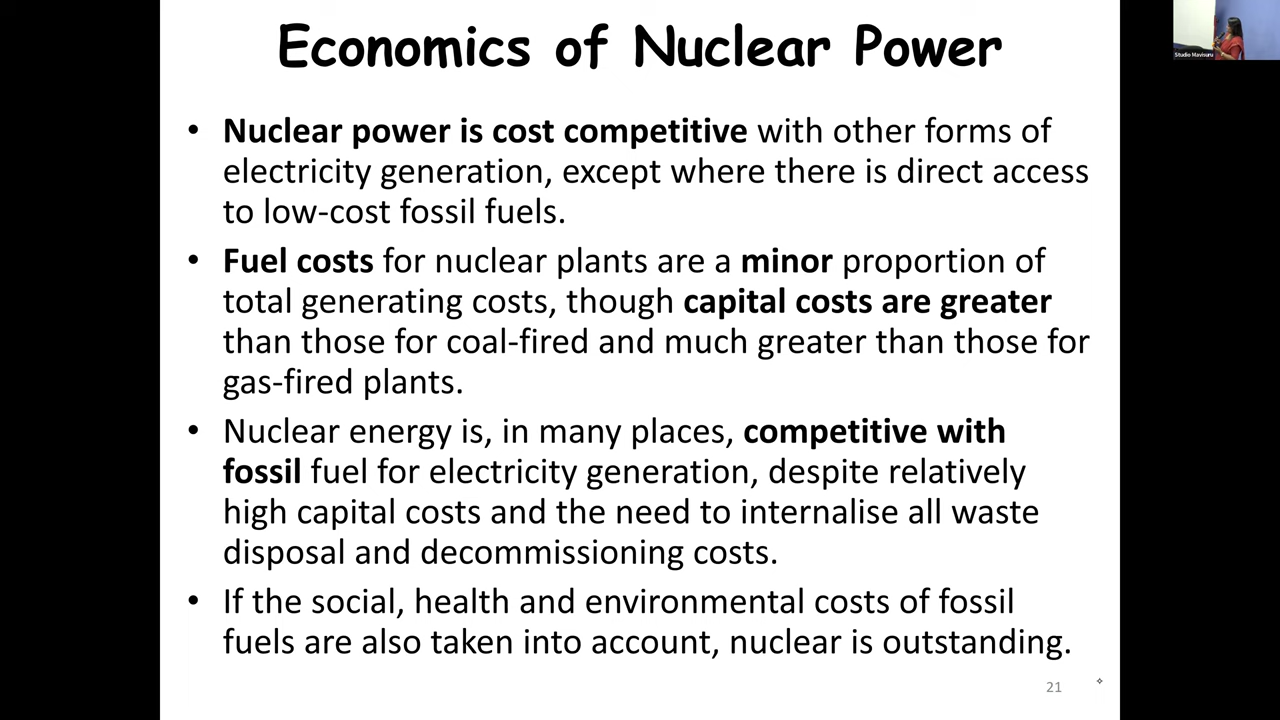 Economics of Nuclear Power
• Nuclear power is cost competitive with other forms of
electricity generation, except where there is direct access
to low-cost fossil fuels.
• Fuel costs for nuclear plants are a minor proportion of
total generating costs, though capital costs are greater
than those for coal-fired and much greater than those for
gas-fired plants.
• Nuclear energy is, in many places, competitive with
fossil fuel for electricity generation, despite relatively
high capital costs and the need to internalise all waste
disposal and decommissioning costs.
• If the social, health and environmental costs of fossil
fuels are also taken into account, nuclear is outstanding.
21
Studio Mavisuru